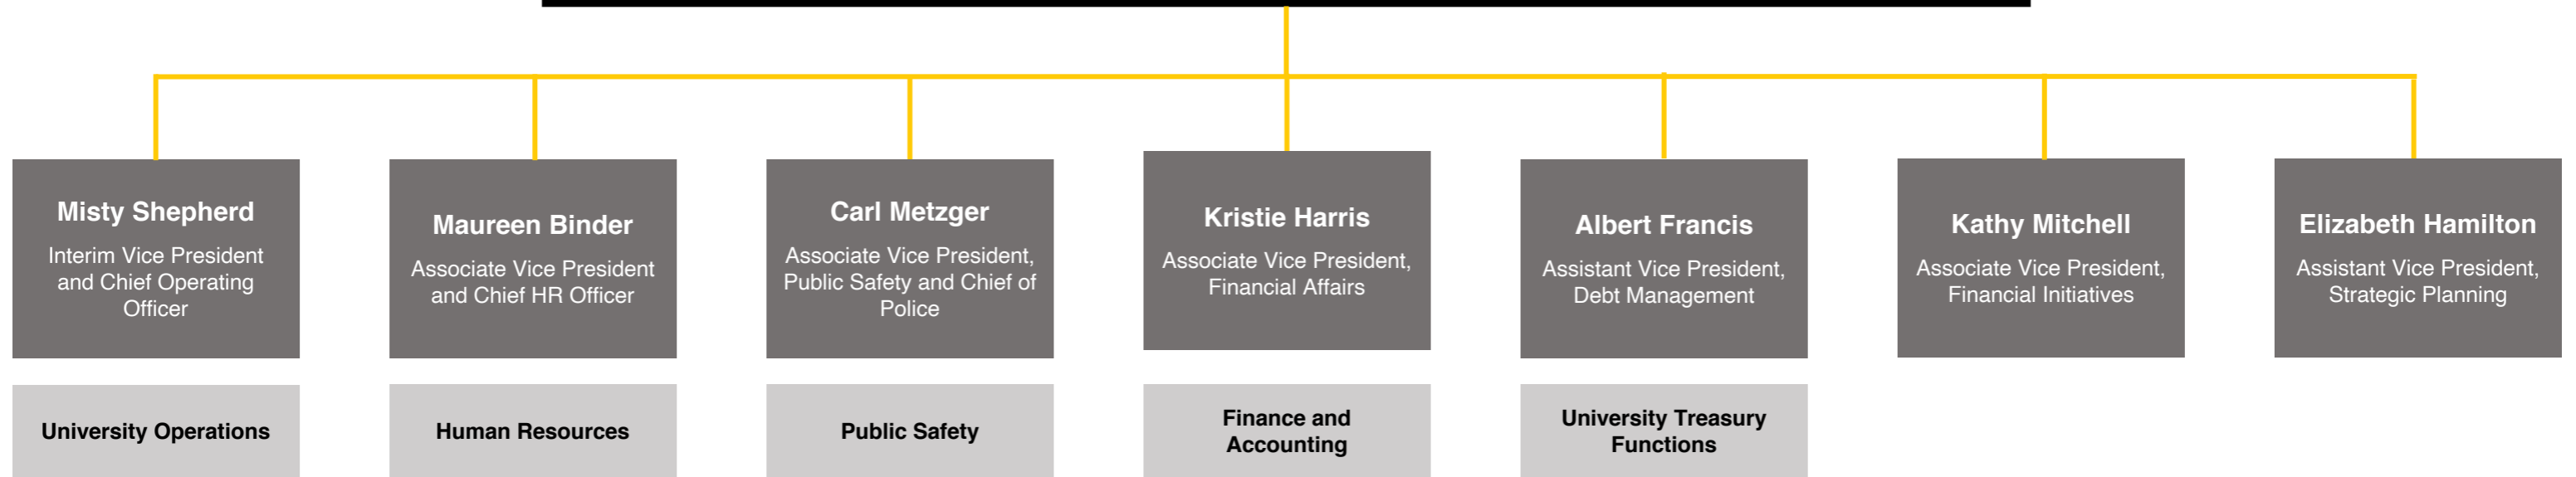 Misty Shepherd
Interim Vice President
and Chief Operating
Officer
Maureen Binder
Associate Vice President
and Chief HR Officer
Carl Metzger
Associate Vice President,
Public Safety and Chief of
Police
Kristie Harris
Associate Vice President,
Financial Affairs
Albert Francis
Assistant Vice President,
Debt Management
Kathy Mitchell
Associate Vice President,
Financial Initiatives
Elizabeth Hamilton
Assistant Vice President,
Strategic Planning
University Operations
Human Resources
Public Safety
Finance and
Accounting
University Treasury
Functions